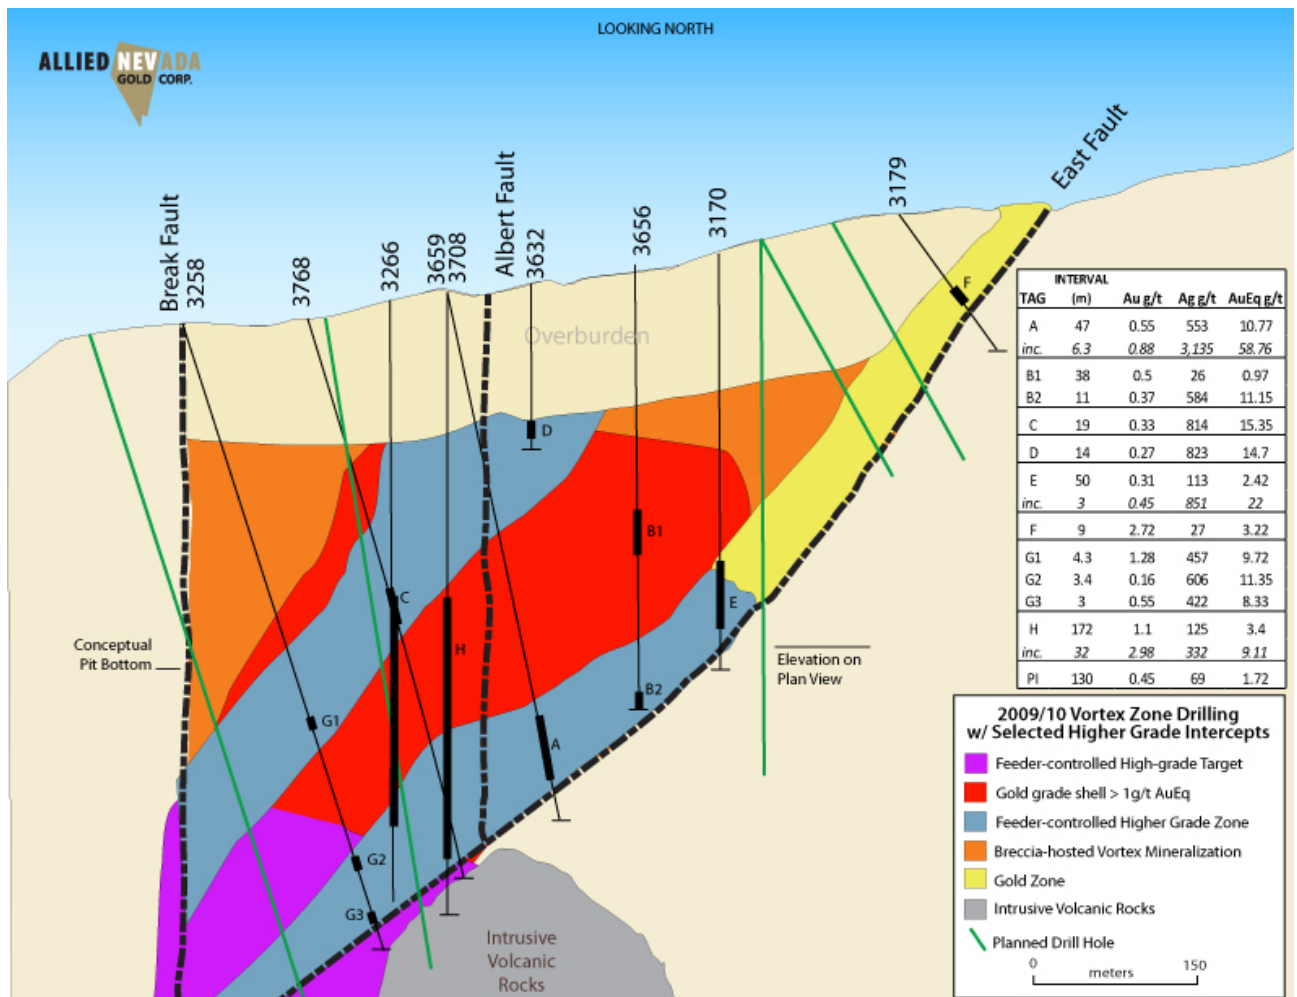 LOOKING NORTH
ALLIED NEVADA
GOLD CORP.
Break Fault
3258
3768
3266
3659
3708
Albert Fault
3632
3656
3170
3179
East Fault
Overburden
F
D
B1
C
E
H
B2
A
G1
G2
G3
Conceptual
Pit Bottom
Elevation on
Plan View
Intrusive
Volcanic
Rocks
TAG INTERVAL (m) Au g/t Ag g/t AuEq g/t
A 47 0.55 553 10.77
inc. 6.3 0.88 3,135 58.76
B1 38 0.5 26 0.97
B2 11 0.37 584 11.15
C 19 0.33 814 15.35
D 14 0.27 823 14.7
E 50 0.31 113 2.42
inc. 3 0.45 851 22
F 9 2.72 27 3.22
G1 4.3 1.28 457 9.72
G2 3.4 0.16 606 11.35
G3 3 0.55 422 8.33
H 172 1.1 125 3.4
inc. 32 2.98 332 9.11
PI 130 0.45 69 1.72
2009/10 Vortex Zone Drilling
w/ Selected Higher Grade Intercepts
Feeder-controlled High-grade Target
Gold grade shell > 1g/t AuEq
Feeder-controlled Higher Grade Zone
Breccia-hosted Vortex Mineralization
Gold Zone
Intrusive Volcanic Rocks
Planned Drill Hole
0 meters 150